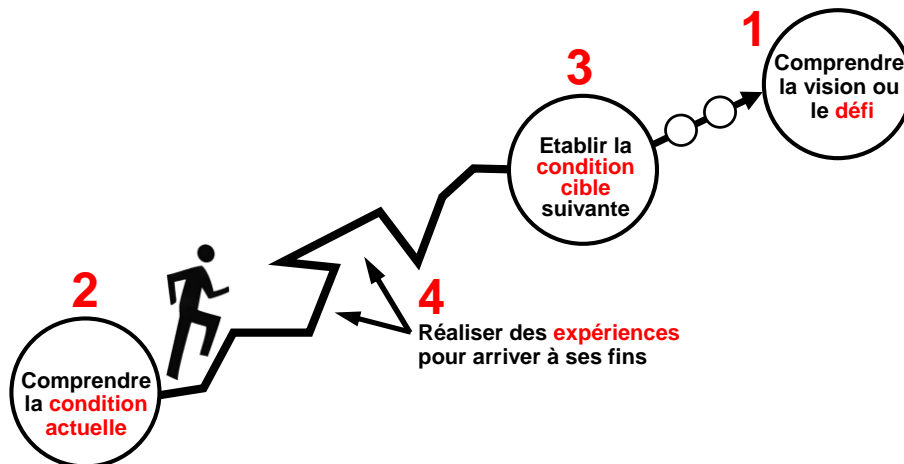 1
Comprendre
la vision ou
le défi
2
Comprendre
la condition
actuelle
3
Etablir la
condition
cible
suivante
4
Réaliser des expériences
pour arriver à ses fins